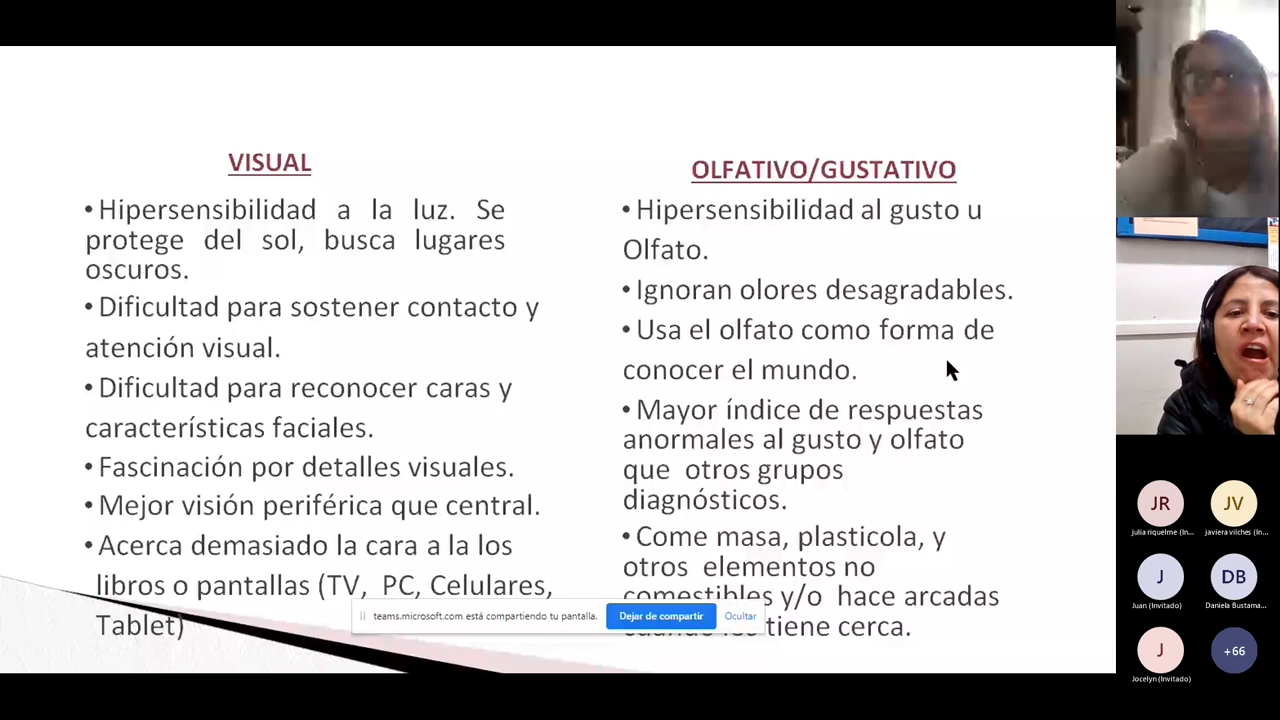 VISUAL
• Hipersensibilidad a la luz. Se
protege del sol, busca lugares
oscuros.
• Dificultad para sostener contacto y
atención visual.
• Dificultad para reconocer caras y
características faciales.
• Fascinación por detalles visuales.
• Mejor visión periférica que central.
• Acerca demasiado la cara a la los
libros o pantallas (TV, PC, Celulares,
Tablet)
OLFATIVO/GUSTATIVO
• Hipersensibilidad al gusto u
Olfato.
• Ignoran olores desagradables.
• Usa el olfato como forma de
conocer el mundo.
• Mayor índice de respuestas
anormales al gusto y olfato
que otros grupos
diagnósticos.
• Come masa, plasticola, y
otros elementos no
comestibles y/o hace arcadas
tiene cerca.
teams.microsoft.com está compartiendo tu pantalla.
Dejar de compartir
Ocultar
JR
julia riquelme (In...
JV
javiera vilches (In...
J
Juan (Invitado)
DB
Daniela Bustama...
J
Jocelyn (Invitado)
+66